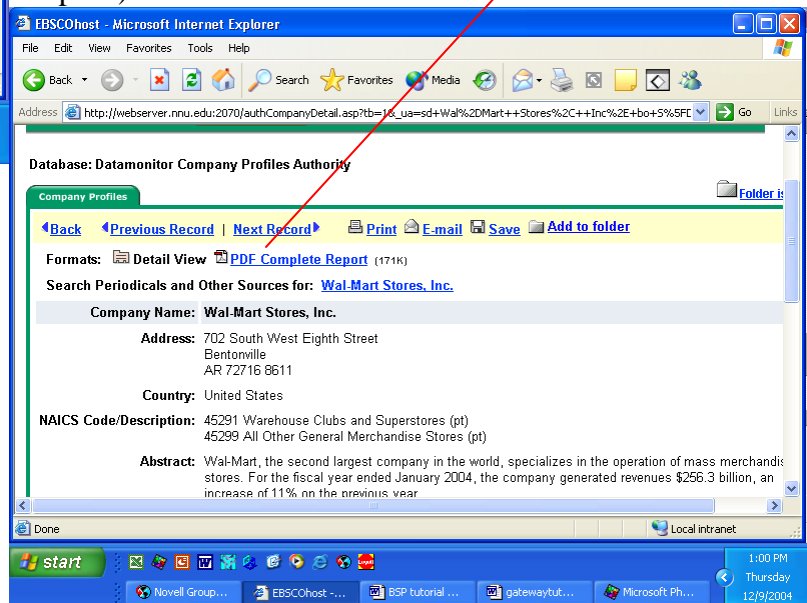 EBSCOhost - Microsoft Internet Explorer
File Edit View Favorites Tools Help
Back Search Favorites Media
Address http://webserver.nnu.edu:2070/authCompanyDetail.asp?tb=1&_ua=sd+Wal%2DMart++Stores%2C++Inc%2E+bo+S%5FD Go Links
Database: Datamonitor Company Profiles Authority
Company Profiles
Folder is
Back Previous Record | Next Record Print E-mail Save Add to folder
Formats: Detail View PDF Complete Report (171K)
Search Periodicals and Other Sources for: Wal-Mart Stores, Inc.
Company Name: Wal-Mart Stores, Inc.
Address: 702 South West Eighth Street
Bentonville
AR 72716 8611
Country: United States
NAICS Code/Description: 45291 Warehouse Clubs and Superstores (pt)
45299 All Other General Merchandise Stores (pt)
Abstract: Wal-Mart, the second largest company in the world, specializes in the operation of mass merchandis
stores. For the fiscal year ended January 2004, the company generated revenues $256.3 billion, an
increase of 11% on the previous year
Done Local intranet
start
1:00 PM
Thursday
12/9/2004
Novell Group... EBSCOhost -... BSP tutorial ... gatewaytut... Microsoft Ph...